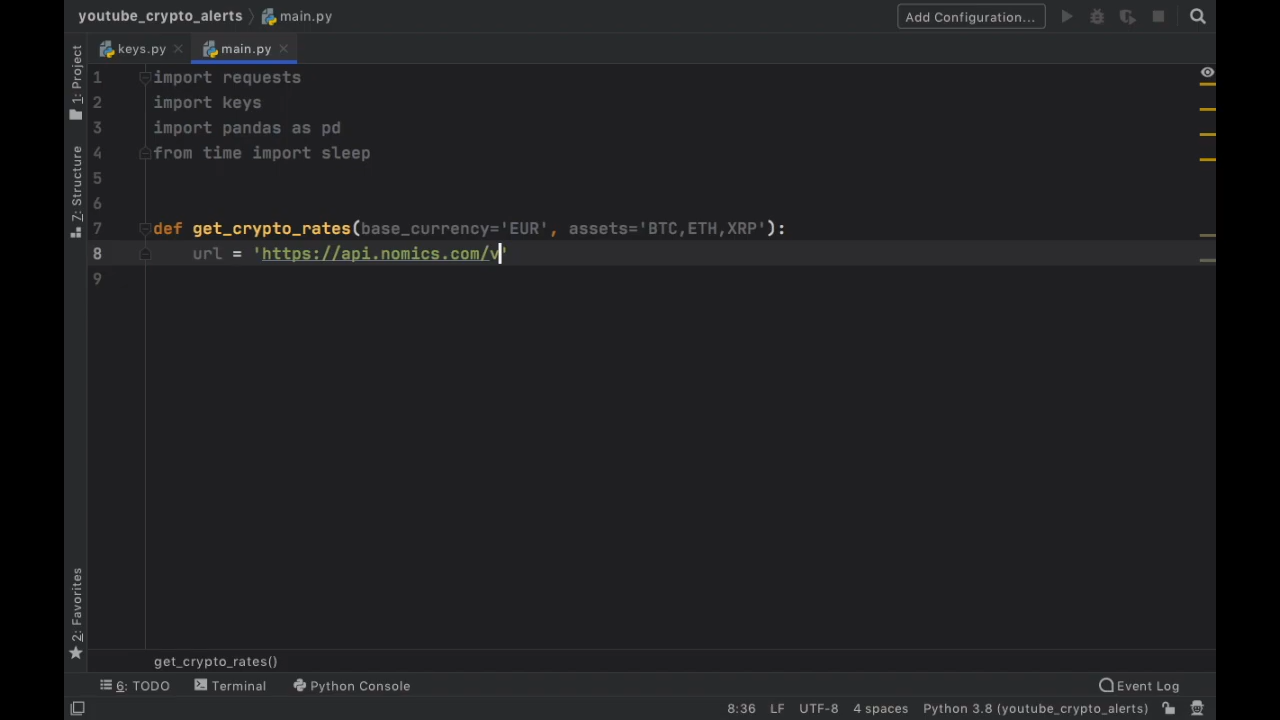 youtube_crypto_alerts main.py
Add Configuration...
keys.py main.py
1: Project
7: Structure
2: Favorites
1 import requests
2 import keys
3 import pandas as pd
4 from time import sleep
5
6
7 def get_crypto_rates(base_currency='EUR', assets='BTC,ETH,XRP'):
8 url = 'https://api.nomics.com/v'
9
get_crypto_rates()
6: TODO Terminal Python Console Event Log
8:36 LF UTF-8 4 spaces Python 3.8 (youtube_crypto_alerts)